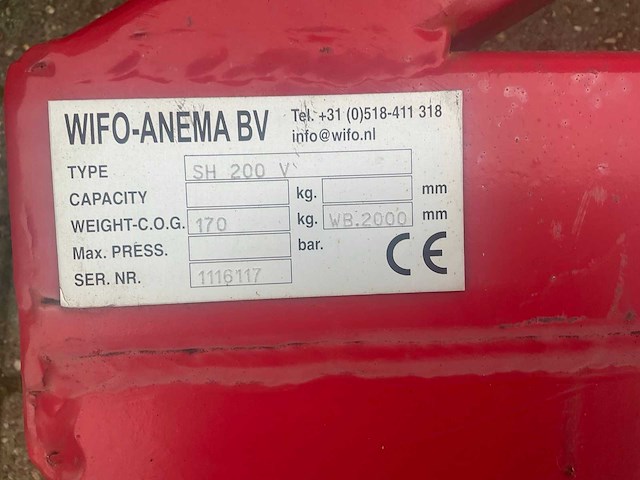 WIFO-ANEMA BV
Tel. +31 (0)518-411 318
info@wifo.nl
TYPE SH 200 V
CAPACITY kg. mm
WEIGHT-C.O.G. 170 kg. WB.2000 mm
Max. PRESS. bar.
SER. NR. 1116117
CE